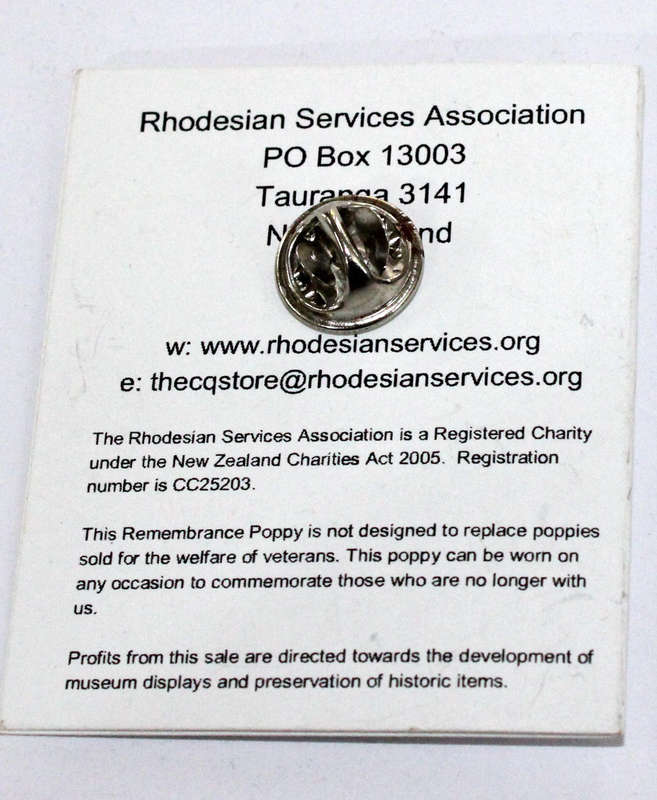 Rhodesian Services Association
PO Box 13003
Tauranga 3141
w: www.rhodesianservices.org
e: thecqstore@rhodesianservices.org
The Rhodesian Services Association is a Registered Charity
under the New Zealand Charities Act 2005. Registration
number is CC25203.
This Remembrance Poppy is not designed to replace poppies
sold for the welfare of veterans. This poppy can be worn on
any occasion to commemorate those who are no longer with
us.
Profits from this sale are directed towards the development of
museum displays and preservation of historic items.